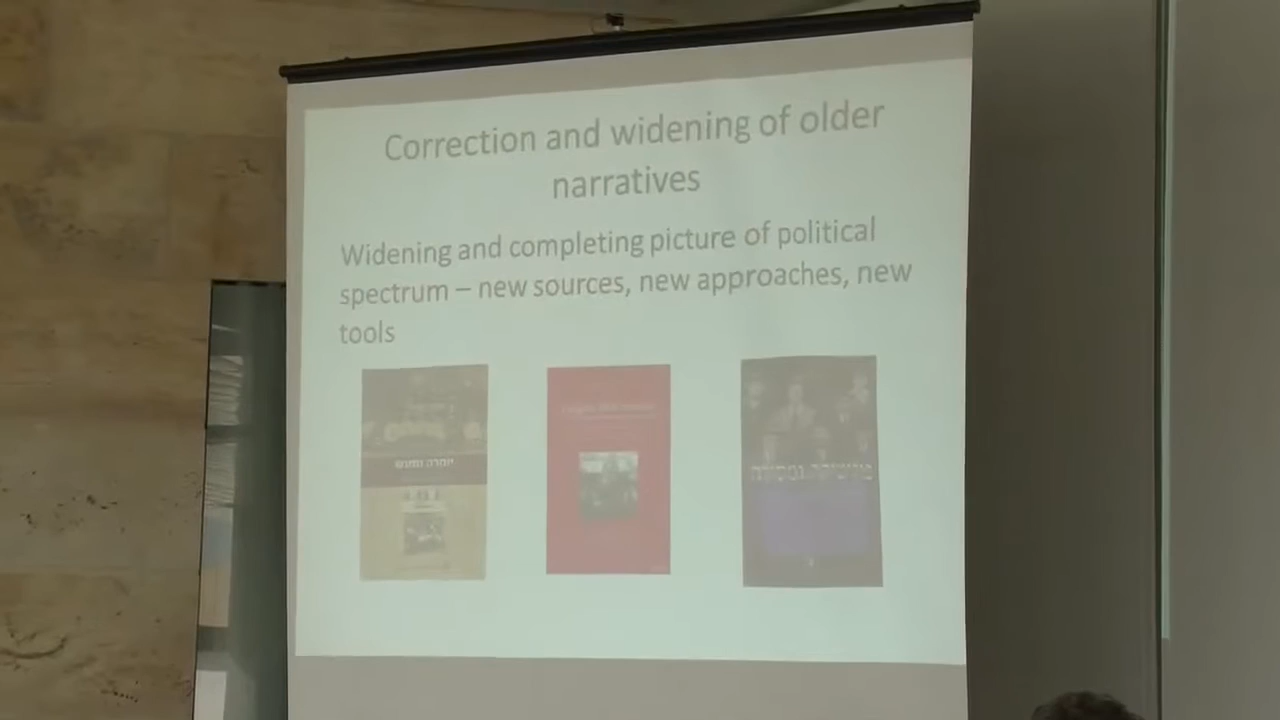 Correction and widening of older
narratives
Widening and completing picture of political
spectrum – new sources, new approaches, new
tools